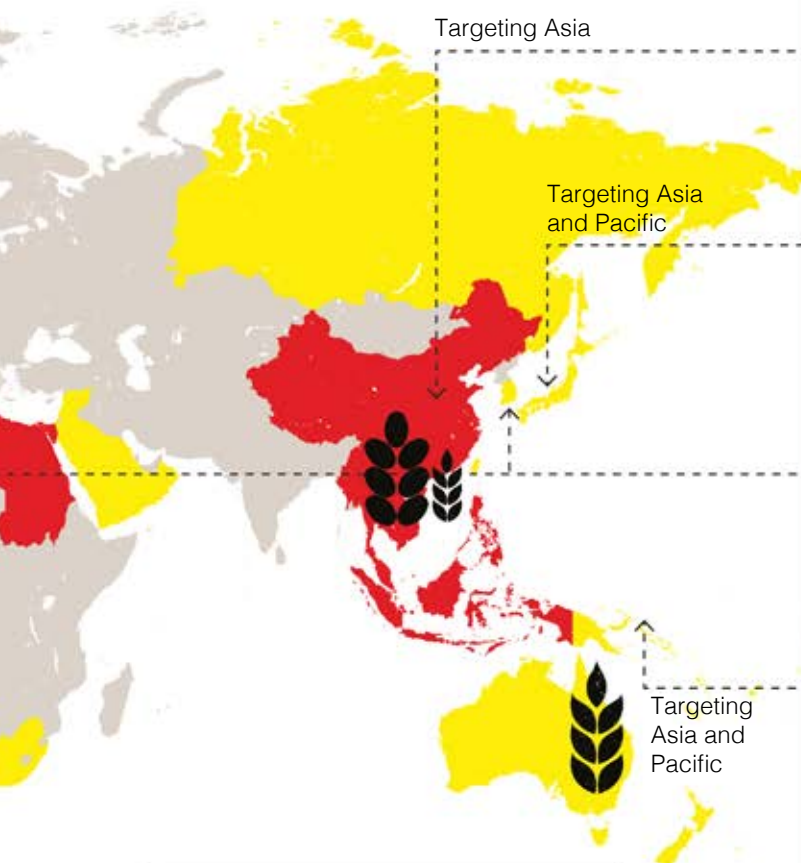 Targeting Asia
Targeting Asia
and Pacific
Targeting
Asia and
Pacific